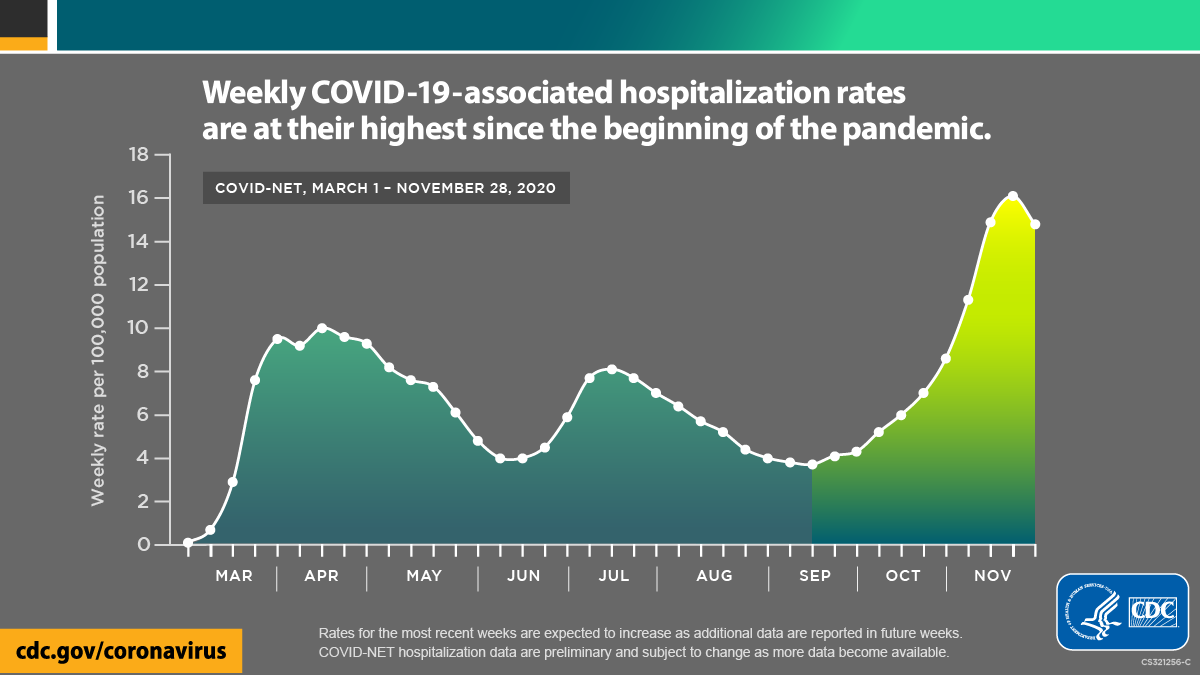 Weekly COVID-19-associated hospitalization rates
are at their highest since the beginning of the pandemic.
COVID-NET, MARCH 1 – NOVEMBER 28, 2020
Weekly rate per 100,000 population
18
16
14
12
10
8
6
4
2
0
MAR APR MAY JUN JUL AUG SEP OCT NOV
Rates for the most recent weeks are expected to increase as additional data are reported in future weeks.
COVID-NET hospitalization data are preliminary and subject to change as more data become available.
cdc.gov/coronavirus
CDC
CS321256-C